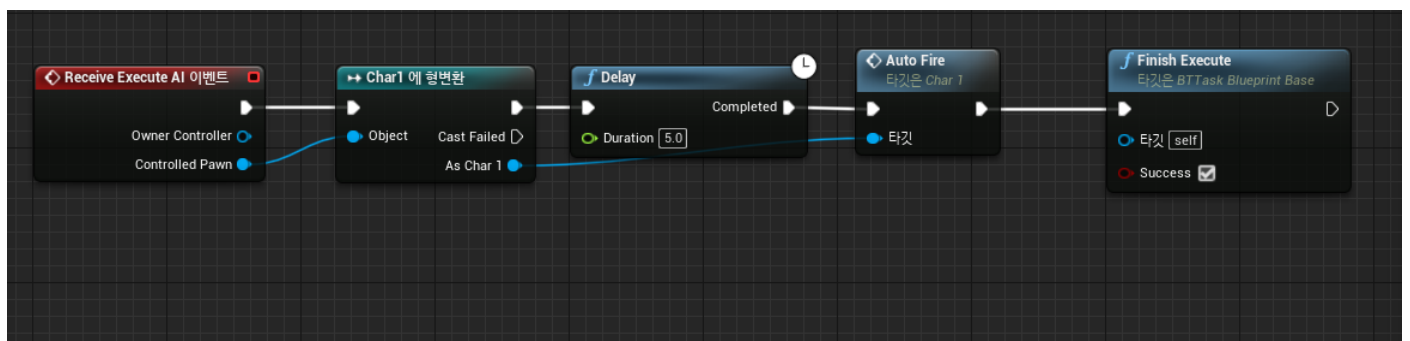 Receive Execute AI 이벤트
Owner Controller
Controlled Pawn
Char1 에 형변환
Object
Cast Failed
As Char 1
Delay
Completed
Duration 5.0
Auto Fire
타깃은 Char 1
타깃
Finish Execute
타깃은 BTTask Blueprint Base
타깃 self
Success